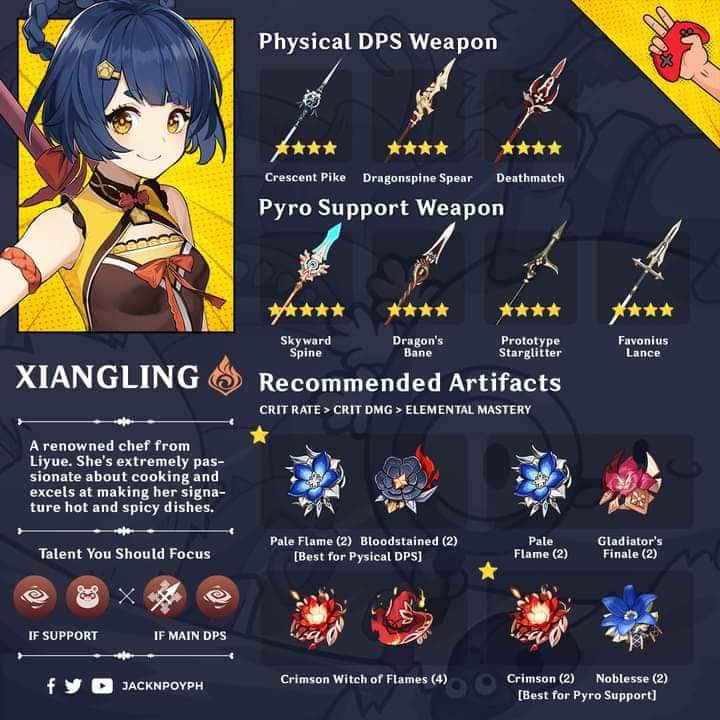 Physical DPS Weapon
Crescent Pike
Dragonspine Spear
Deathmatch
Pyro Support Weapon
Skyward
Spine
Dragon's
Bane
Prototype
Starglitter
Favonius
Lance
XIANGLING
A renowned chef from
Liyue. She's extremely pas-
sionate about cooking and
excels at making her signa-
ture hot and spicy dishes.
Talent You Should Focus
IF SUPPORT
IF MAIN DPS
JACKNPOYPH
Recommended Artifacts
CRIT RATE > CRIT DMG > ELEMENTAL MASTERY
Pale Flame (2) Bloodstained (2)
[Best for Pysical DPS]
Pale
Flame (2)
Gladiator's
Finale (2)
Crimson Witch of Flames (4)
Crimson (2) Noblesse (2)
[Best for Pyro Support]